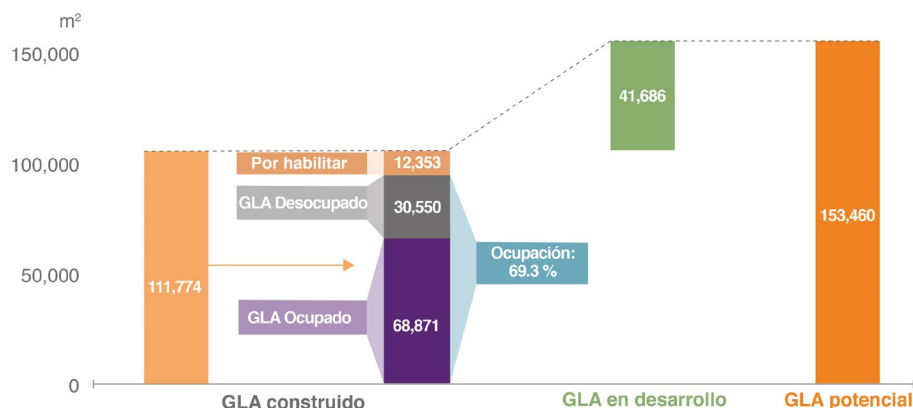 m²
150,000
100,000
50,000
0
111,774
Por habilitar
GLA Desocupado
GLA Ocupado
12,353
30,550
68,871
Ocupación:
69.3 %
41,686
153,460
GLA construido
GLA en desarrollo
GLA potencial